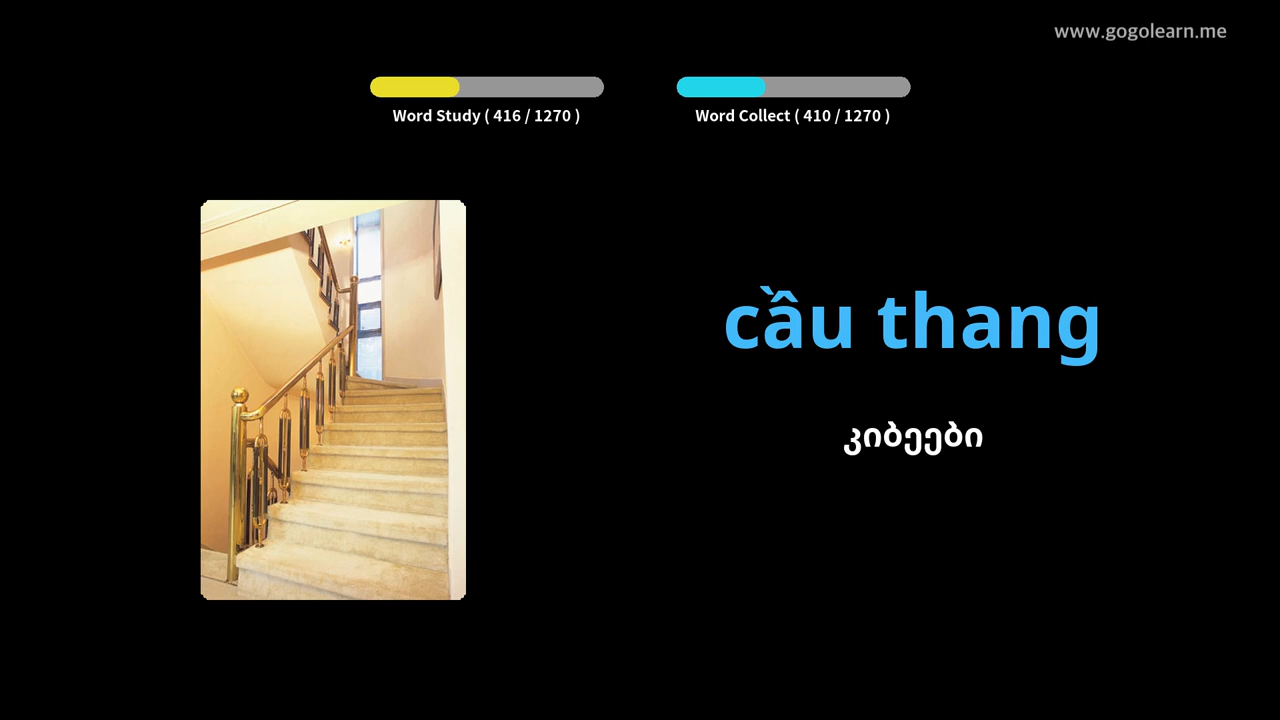 www.gogolearn.me
Word Study ( 416 / 1270 )
Word Collect ( 410 / 1270 )
cầu thang
კიბეები